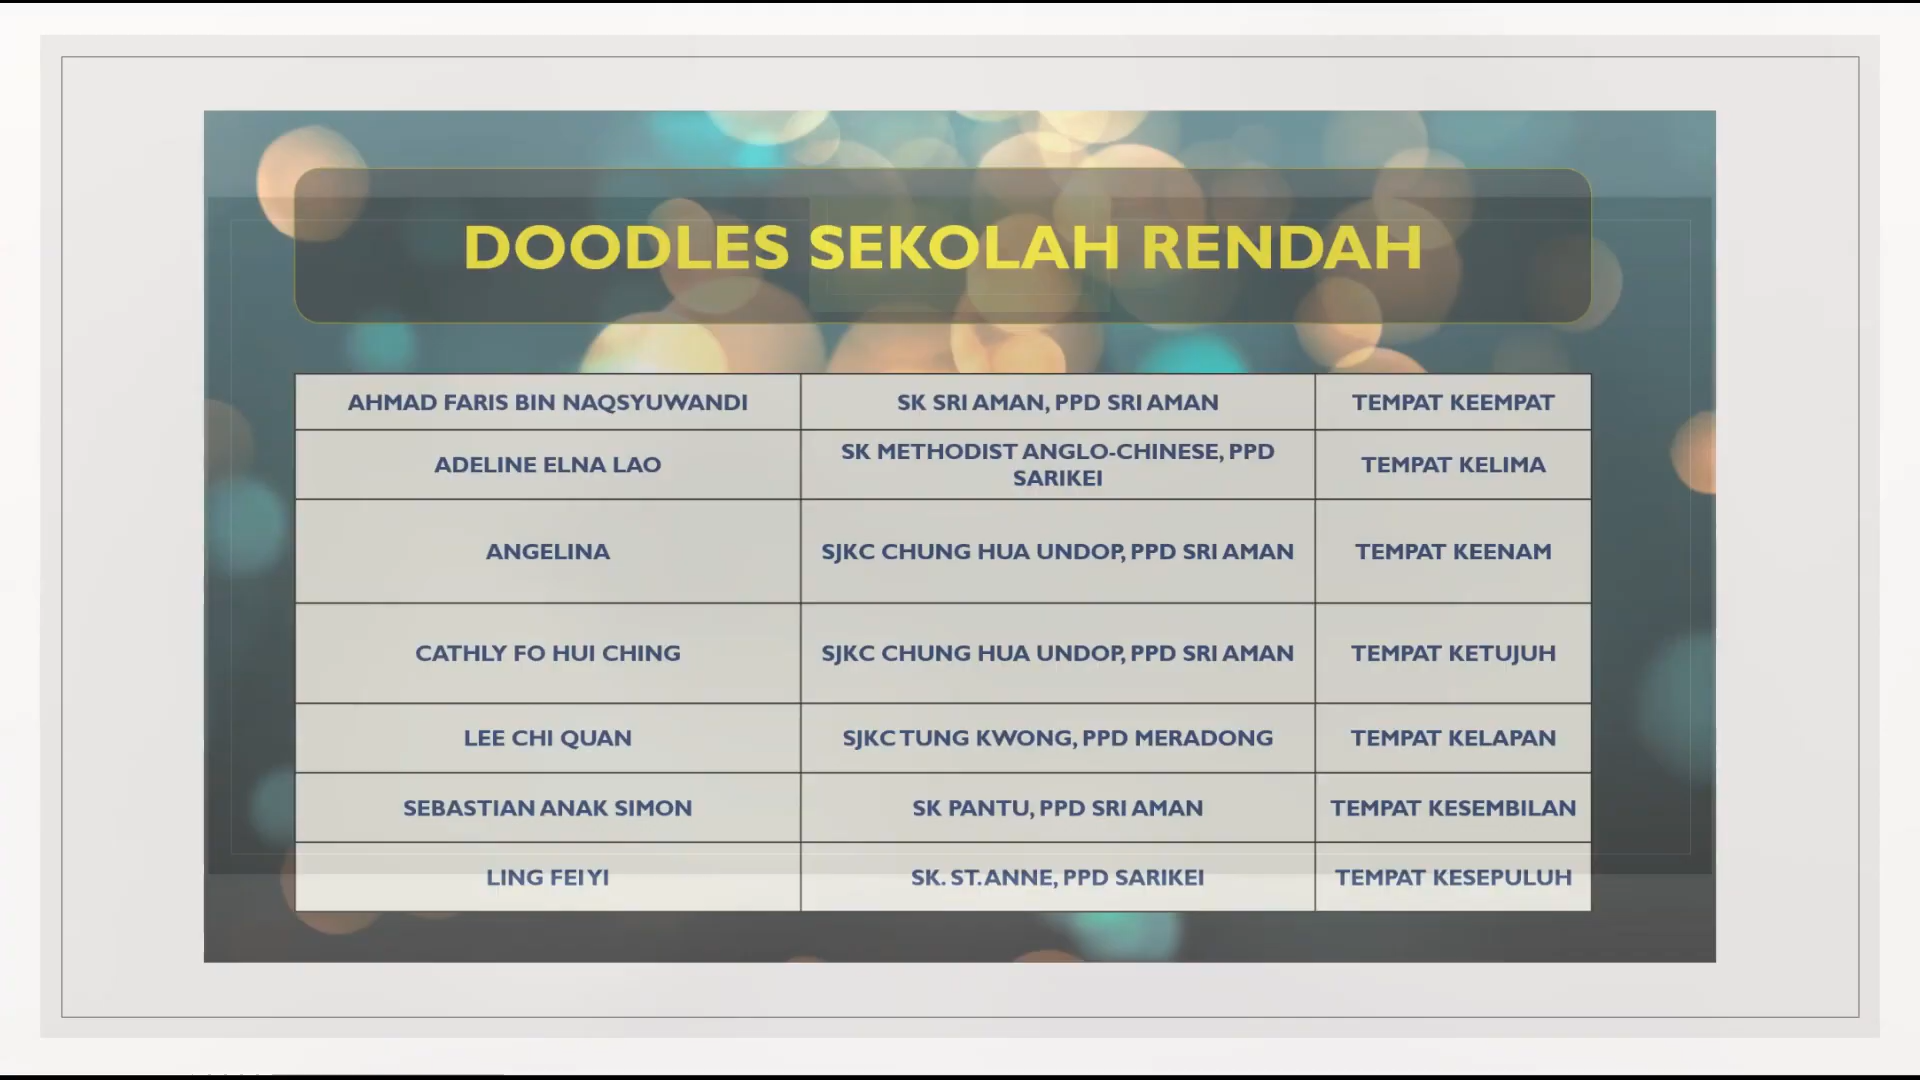 DOODLES SEKOLAH RENDAH
AHMAD FARIS BIN NAQSYUWANDI
SK SRI AMAN, PPD SRI AMAN
TEMPAT KEEMPAT
ADELINE ELNA LAO
SK METHODIST ANGLO-CHINESE, PPD
SARIKEI
TEMPAT KELIMA
ANGELINA
SJKC CHUNG HUA UNDOP, PPD SRI AMAN
TEMPAT KEENAM
CATHLY FO HUI CHING
SJKC CHUNG HUA UNDOP, PPD SRI AMAN
TEMPAT KETUJUH
LEE CHI QUAN
SJKC TUNG KWONG, PPD MERADONG
TEMPAT KELAPAN
SEBASTIAN ANAK SIMON
SK PANTU, PPD SRI AMAN
TEMPAT KESEMBILAN
LING FEI YI
SK. ST. ANNE, PPD SARIKEI
TEMPAT KESEPULUH